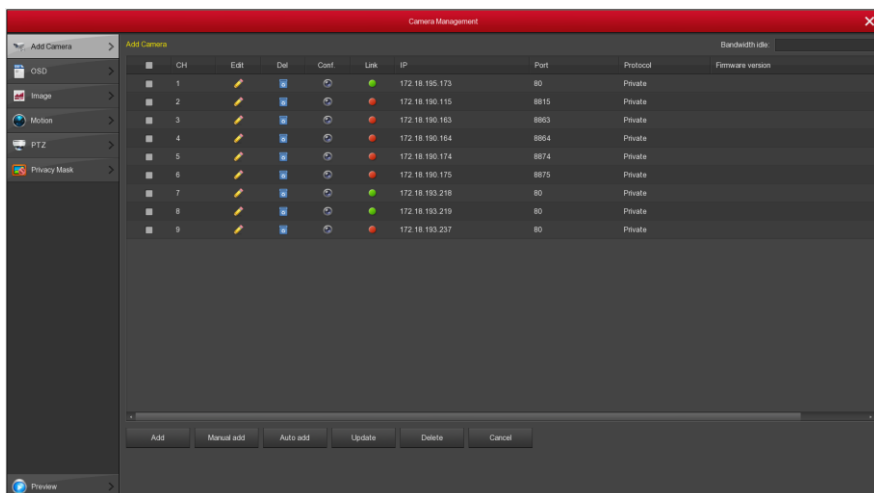 Camera Management
Add Camera
OSD
Image
Motion
PTZ
Privacy Mask
Preview
Add Camera
Bandwidth idle:
CH Edit Del Conf. Link IP Port Protocol Firmware version
1 172.18.195.173 80 Private
2 172.18.190.115 8815 Private
3 172.18.190.163 8863 Private
4 172.18.190.164 8864 Private
5 172.18.190.174 8874 Private
6 172.18.190.175 8875 Private
7 172.18.193.218 80 Private
8 172.18.193.219 80 Private
9 172.18.193.237 80 Private
Add Manual add Auto add Update Delete Cancel